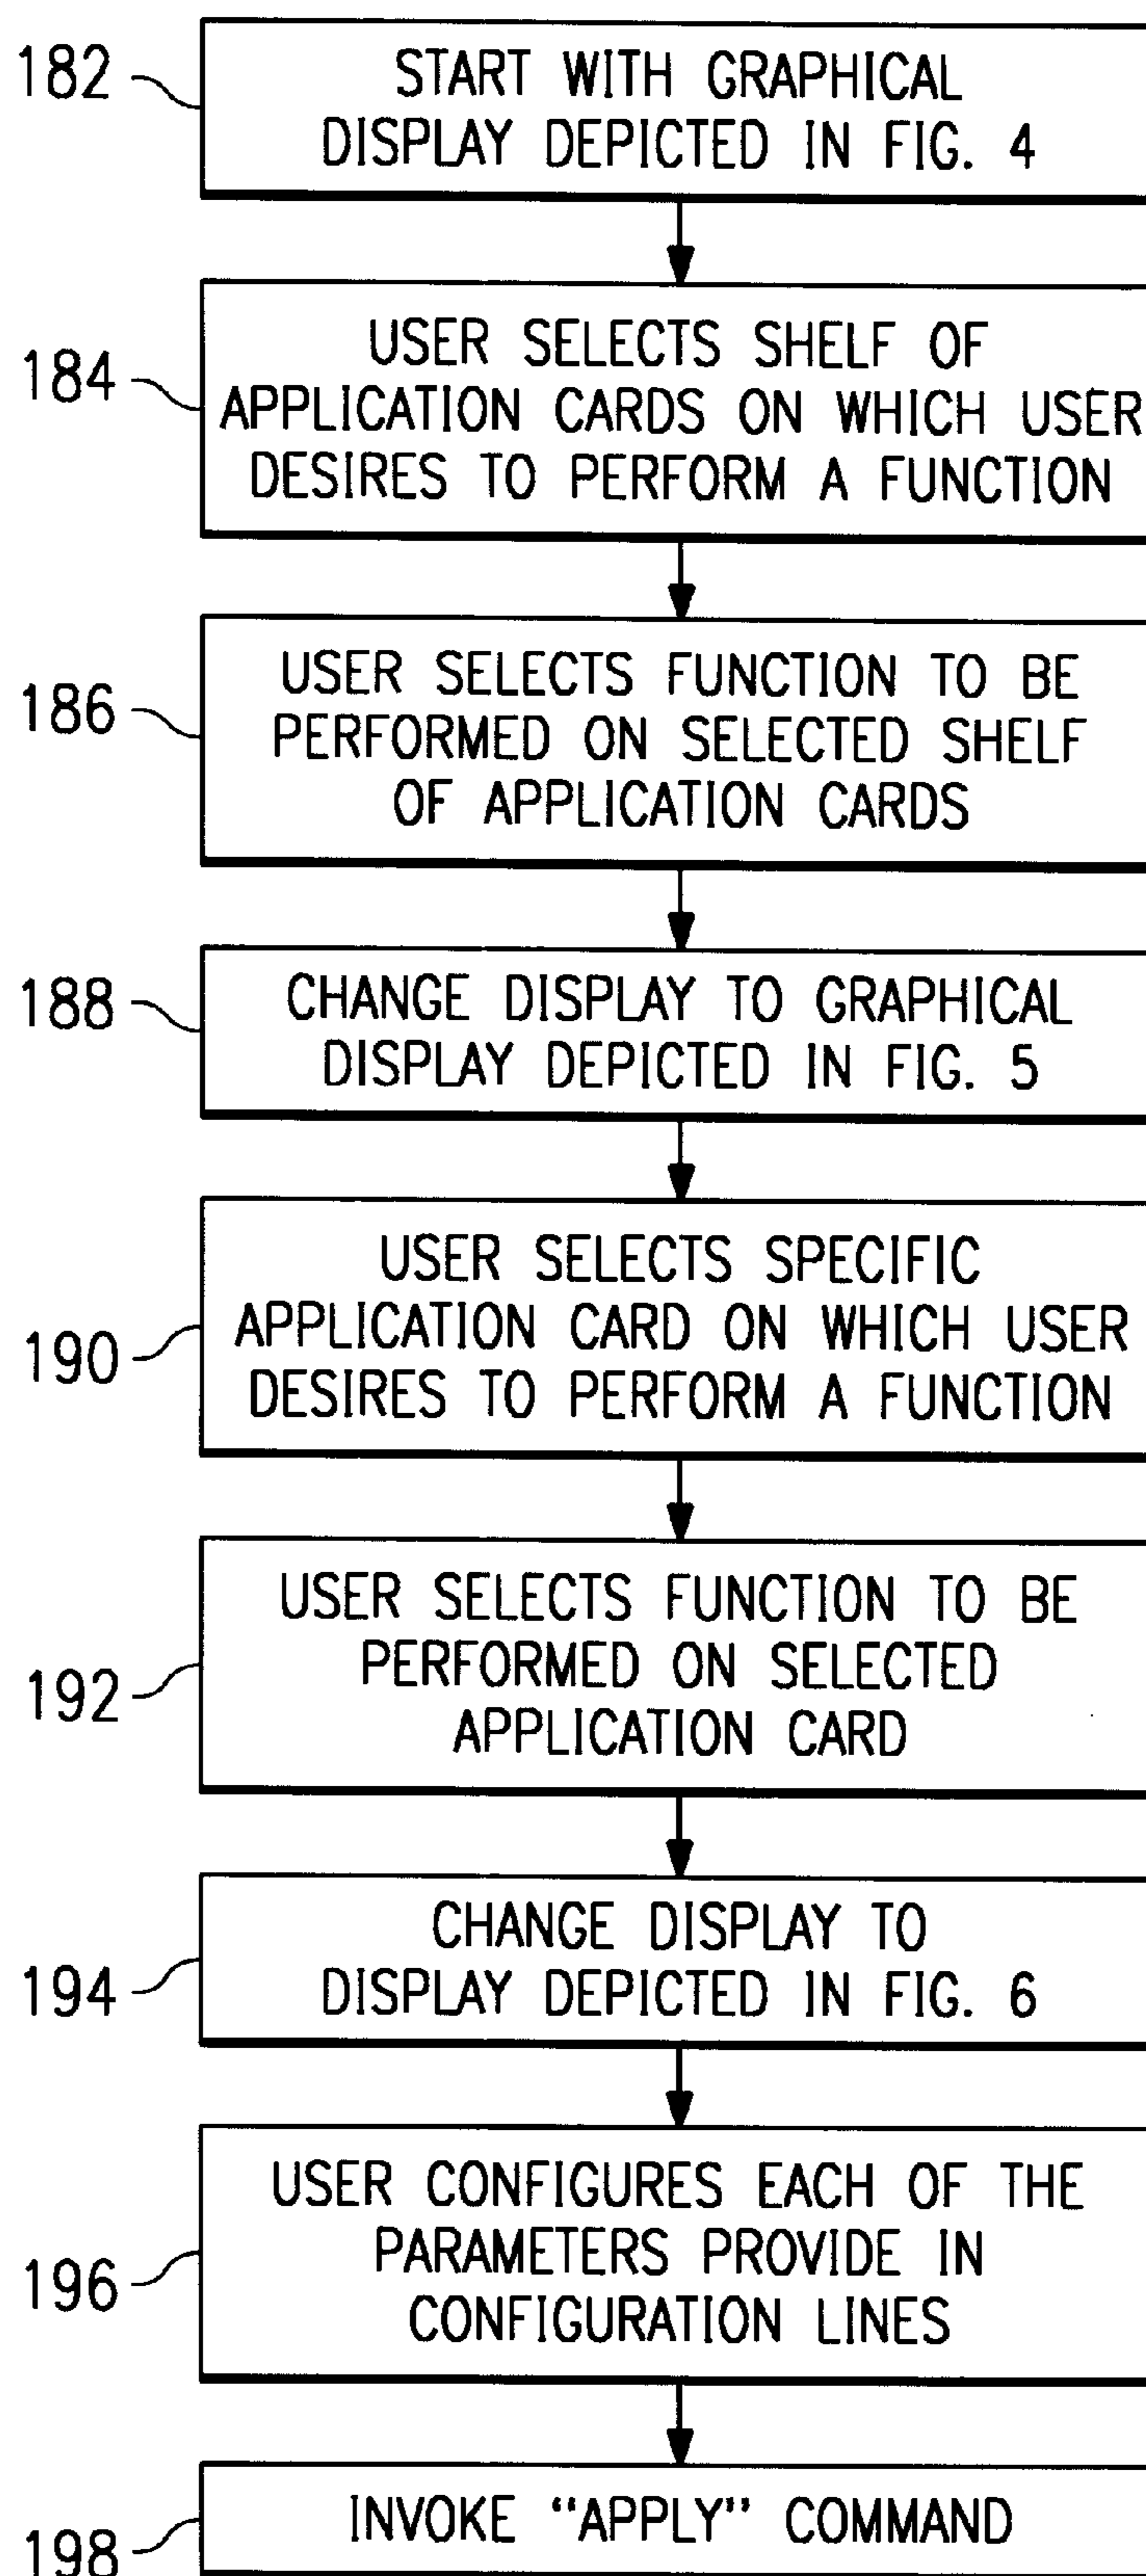 182
START WITH GRAPHICAL
DISPLAY DEPICTED IN FIG. 4
184
USER SELECTS SHELF OF
APPLICATION CARDS ON WHICH USER
DESIRES TO PERFORM A FUNCTION
186
USER SELECTS FUNCTION TO BE
PERFORMED ON SELECTED SHELF
OF APPLICATION CARDS
188
CHANGE DISPLAY TO GRAPHICAL
DISPLAY DEPICTED IN FIG. 5
190
USER SELECTS SPECIFIC
APPLICATION CARD ON WHICH USER
DESIRES TO PERFORM A FUNCTION
192
USER SELECTS FUNCTION TO BE
PERFORMED ON SELECTED
APPLICATION CARD
194
CHANGE DISPLAY TO
DISPLAY DEPICTED IN FIG. 6
196
USER CONFIGURES EACH OF THE
PARAMETERS PROVIDE IN
CONFIGURATION LINES
198
INVOKE “APPLY” COMMAND